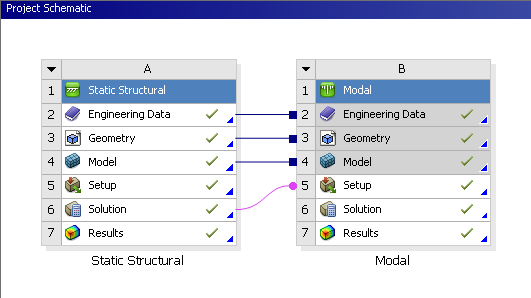 Project Schematic
A
1 Static Structural
2 Engineering Data
3 Geometry
4 Model
5 Setup
6 Solution
7 Results
Static Structural
B
1 Modal
2 Engineering Data
3 Geometry
4 Model
5 Setup
6 Solution
7 Results
Modal